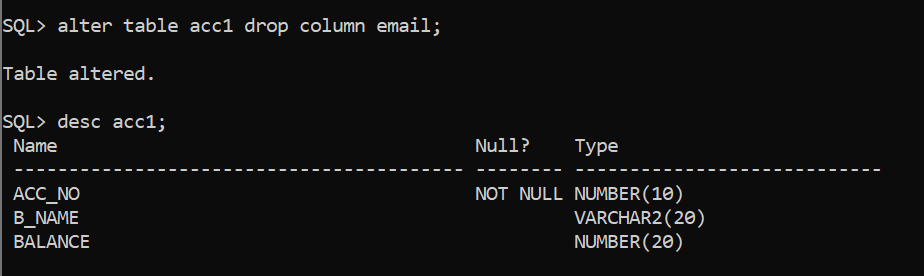 SQL> alter table acc1 drop column email;
Table altered.
SQL> desc acc1;
Name Null? Type
----------------------------------------- -------- ----------------------------
ACC_NO NOT NULL NUMBER(10)
B_NAME VARCHAR2(20)
BALANCE NUMBER(20)